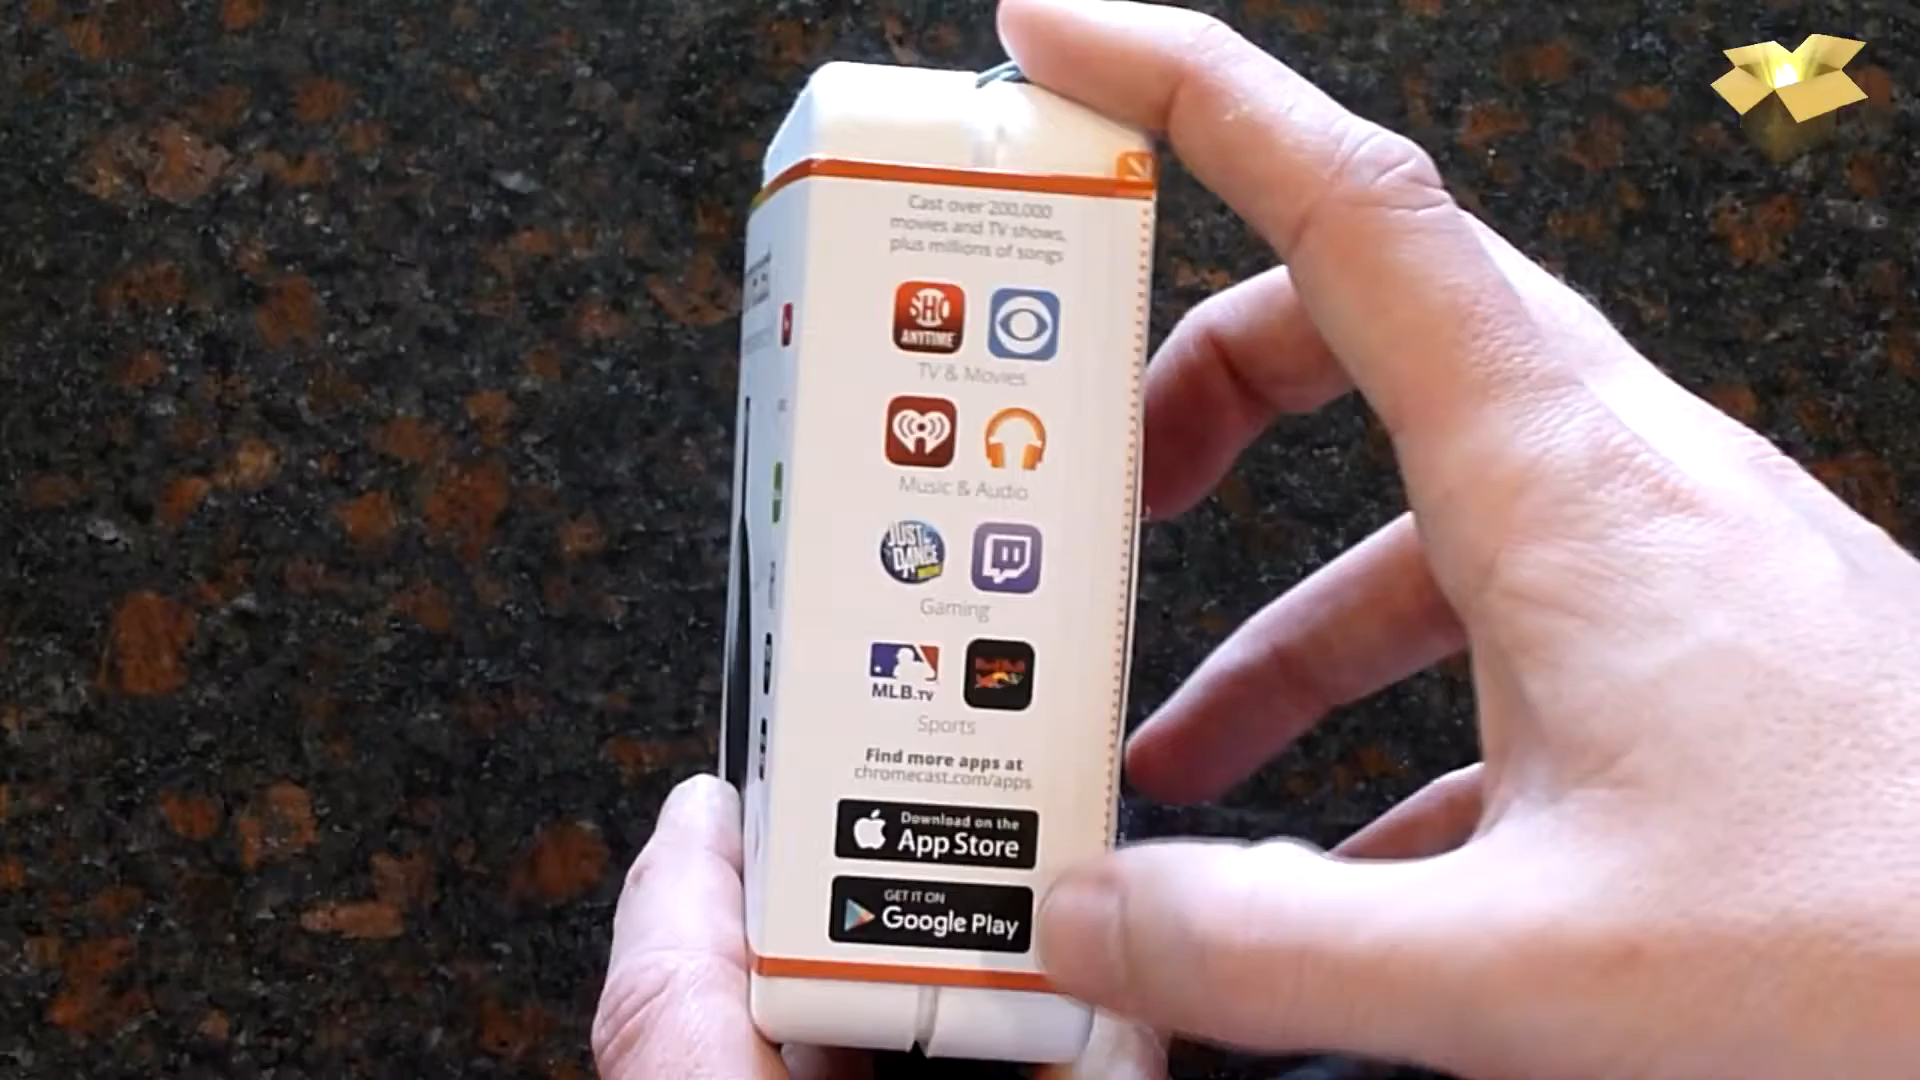 Cast over 200,000
movies and TV shows,
plus millions of songs
SHO
ANYTIME
TV & Movies
Music & Audio
JUST
DANCE
Gaming
MLB.TV
Red Bull
Sports
Find more apps at
chromecast.com/apps
Download on the
App Store
GET IT ON
Google Play